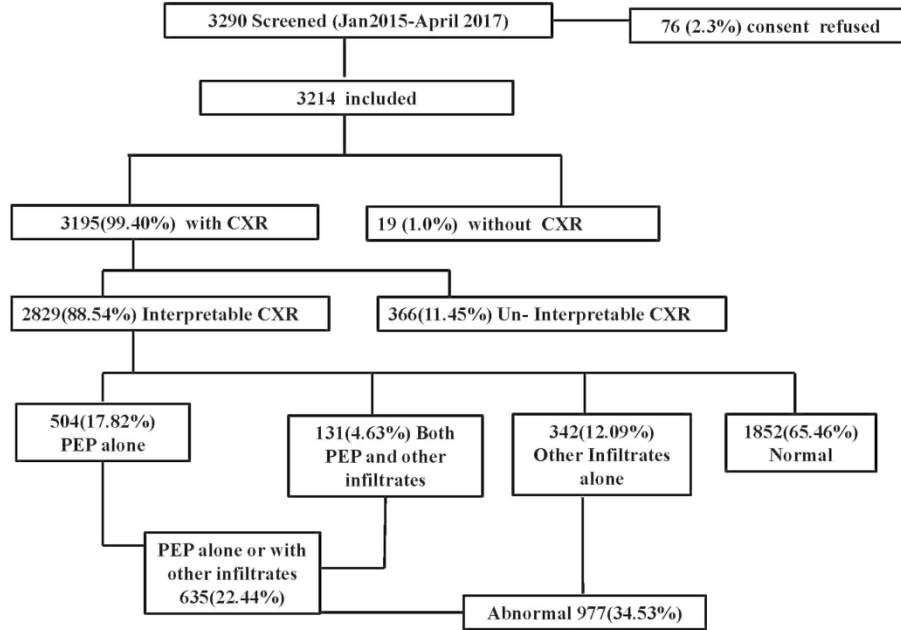 3290 Screened (Jan2015-April 2017)
76 (2.3%) consent refused
3214 included
3195(99.40%) with CXR
19 (1.0%) without CXR
2829(88.54%) Interpretable CXR
366(11.45%) Un- Interpretable CXR
504(17.82%)
PEP alone
131(4.63%) Both
PEP and other
infiltrates
342(12.09%)
Other Infiltrates
alone
1852(65.46%)
Normal
PEP alone or with
other infiltrates
635(22.44%)
Abnormal 977(34.53%)